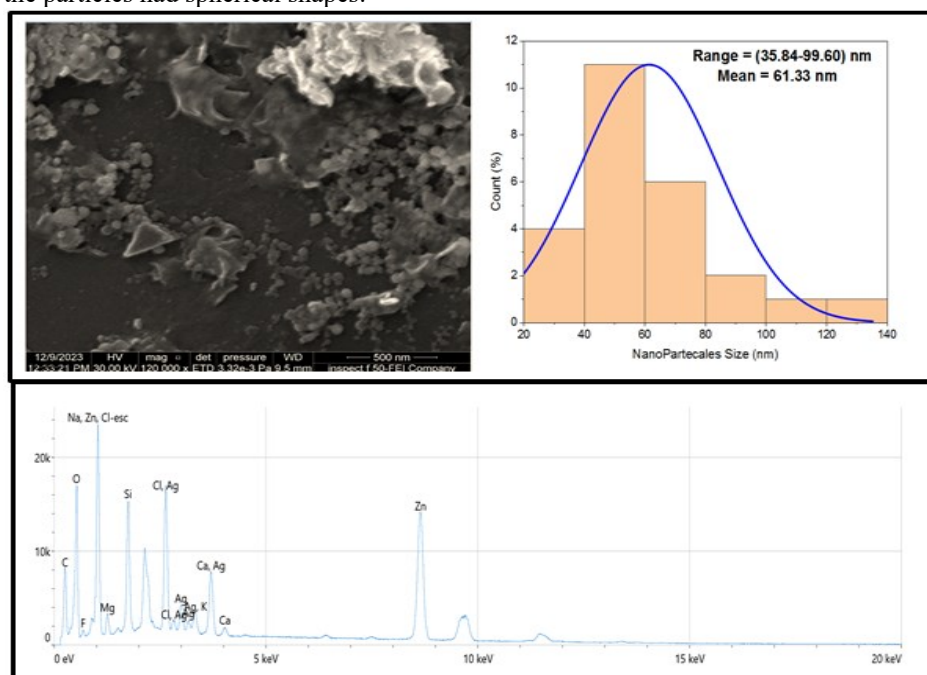 the particles had spherical shapes.
12/9/2023 HV mag det pressure WD 500 nm
12:33:21 PM 30.00 kV 120 000 x ETD 3.32e-3 Pa 9.5 mm inspect f 50-FEI Company
Range = (35.84-99.60) nm
Mean = 61.33 nm
12
10
8
6
4
2
0
Count (%)
20 40 60 80 100 120 140
NanoPartecales Size (nm)
Na, Zn, Cl-esc
20k
O
Si
Cl, Ag
Zn
10k
C
Ca, Ag
Ag
Ag, K
Mg
F
Cl, Ag
Ag
Ca
0
0 eV 5 keV 10 keV 15 keV 20 keV